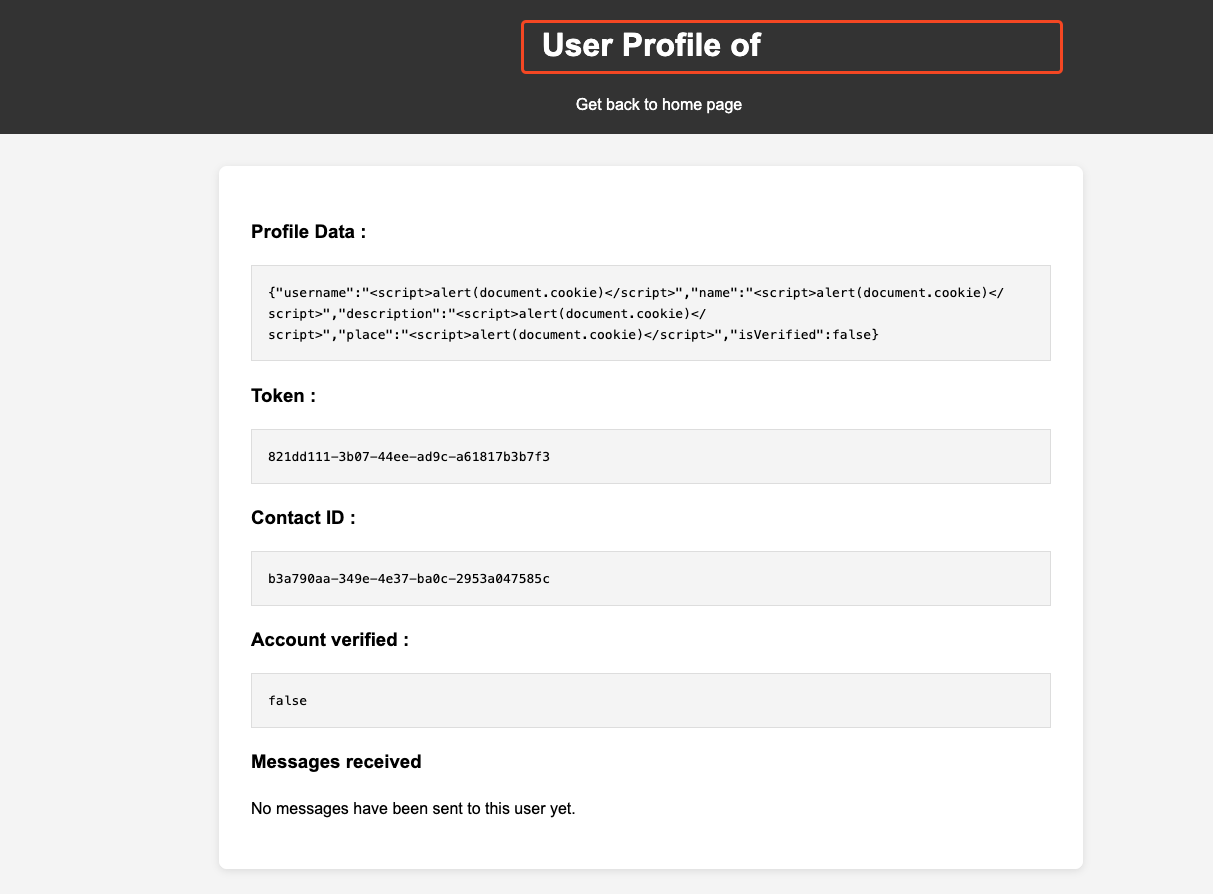 User Profile of
Get back to home page
Profile Data :
{"username":"<script>alert(document.cookie)</script>","name":"<script>alert(document.cookie)</
script>","description":"<script>alert(document.cookie)</
script>","place":"<script>alert(document.cookie)</script>","isVerified":false}
Token :
821dd111-3b07-44ee-ad9c-a61817b3b7f3
Contact ID :
b3a790aa-349e-4e37-ba0c-2953a047585c
Account verified :
false
Messages received
No messages have been sent to this user yet.